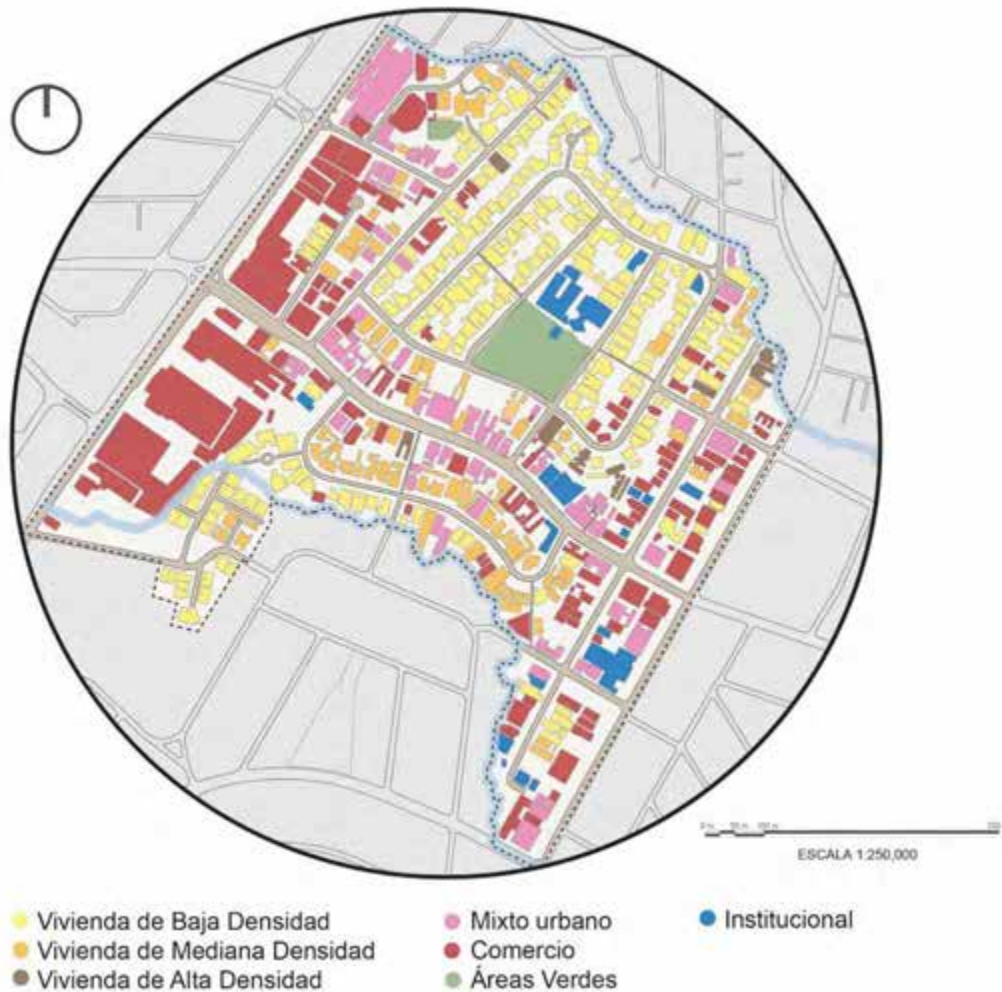 ESCALA 1:250,000
Vivienda de Baja Densidad
Vivienda de Mediana Densidad
Vivienda de Alta Densidad
Mixto urbano
Comercio
Áreas Verdes
Institucional